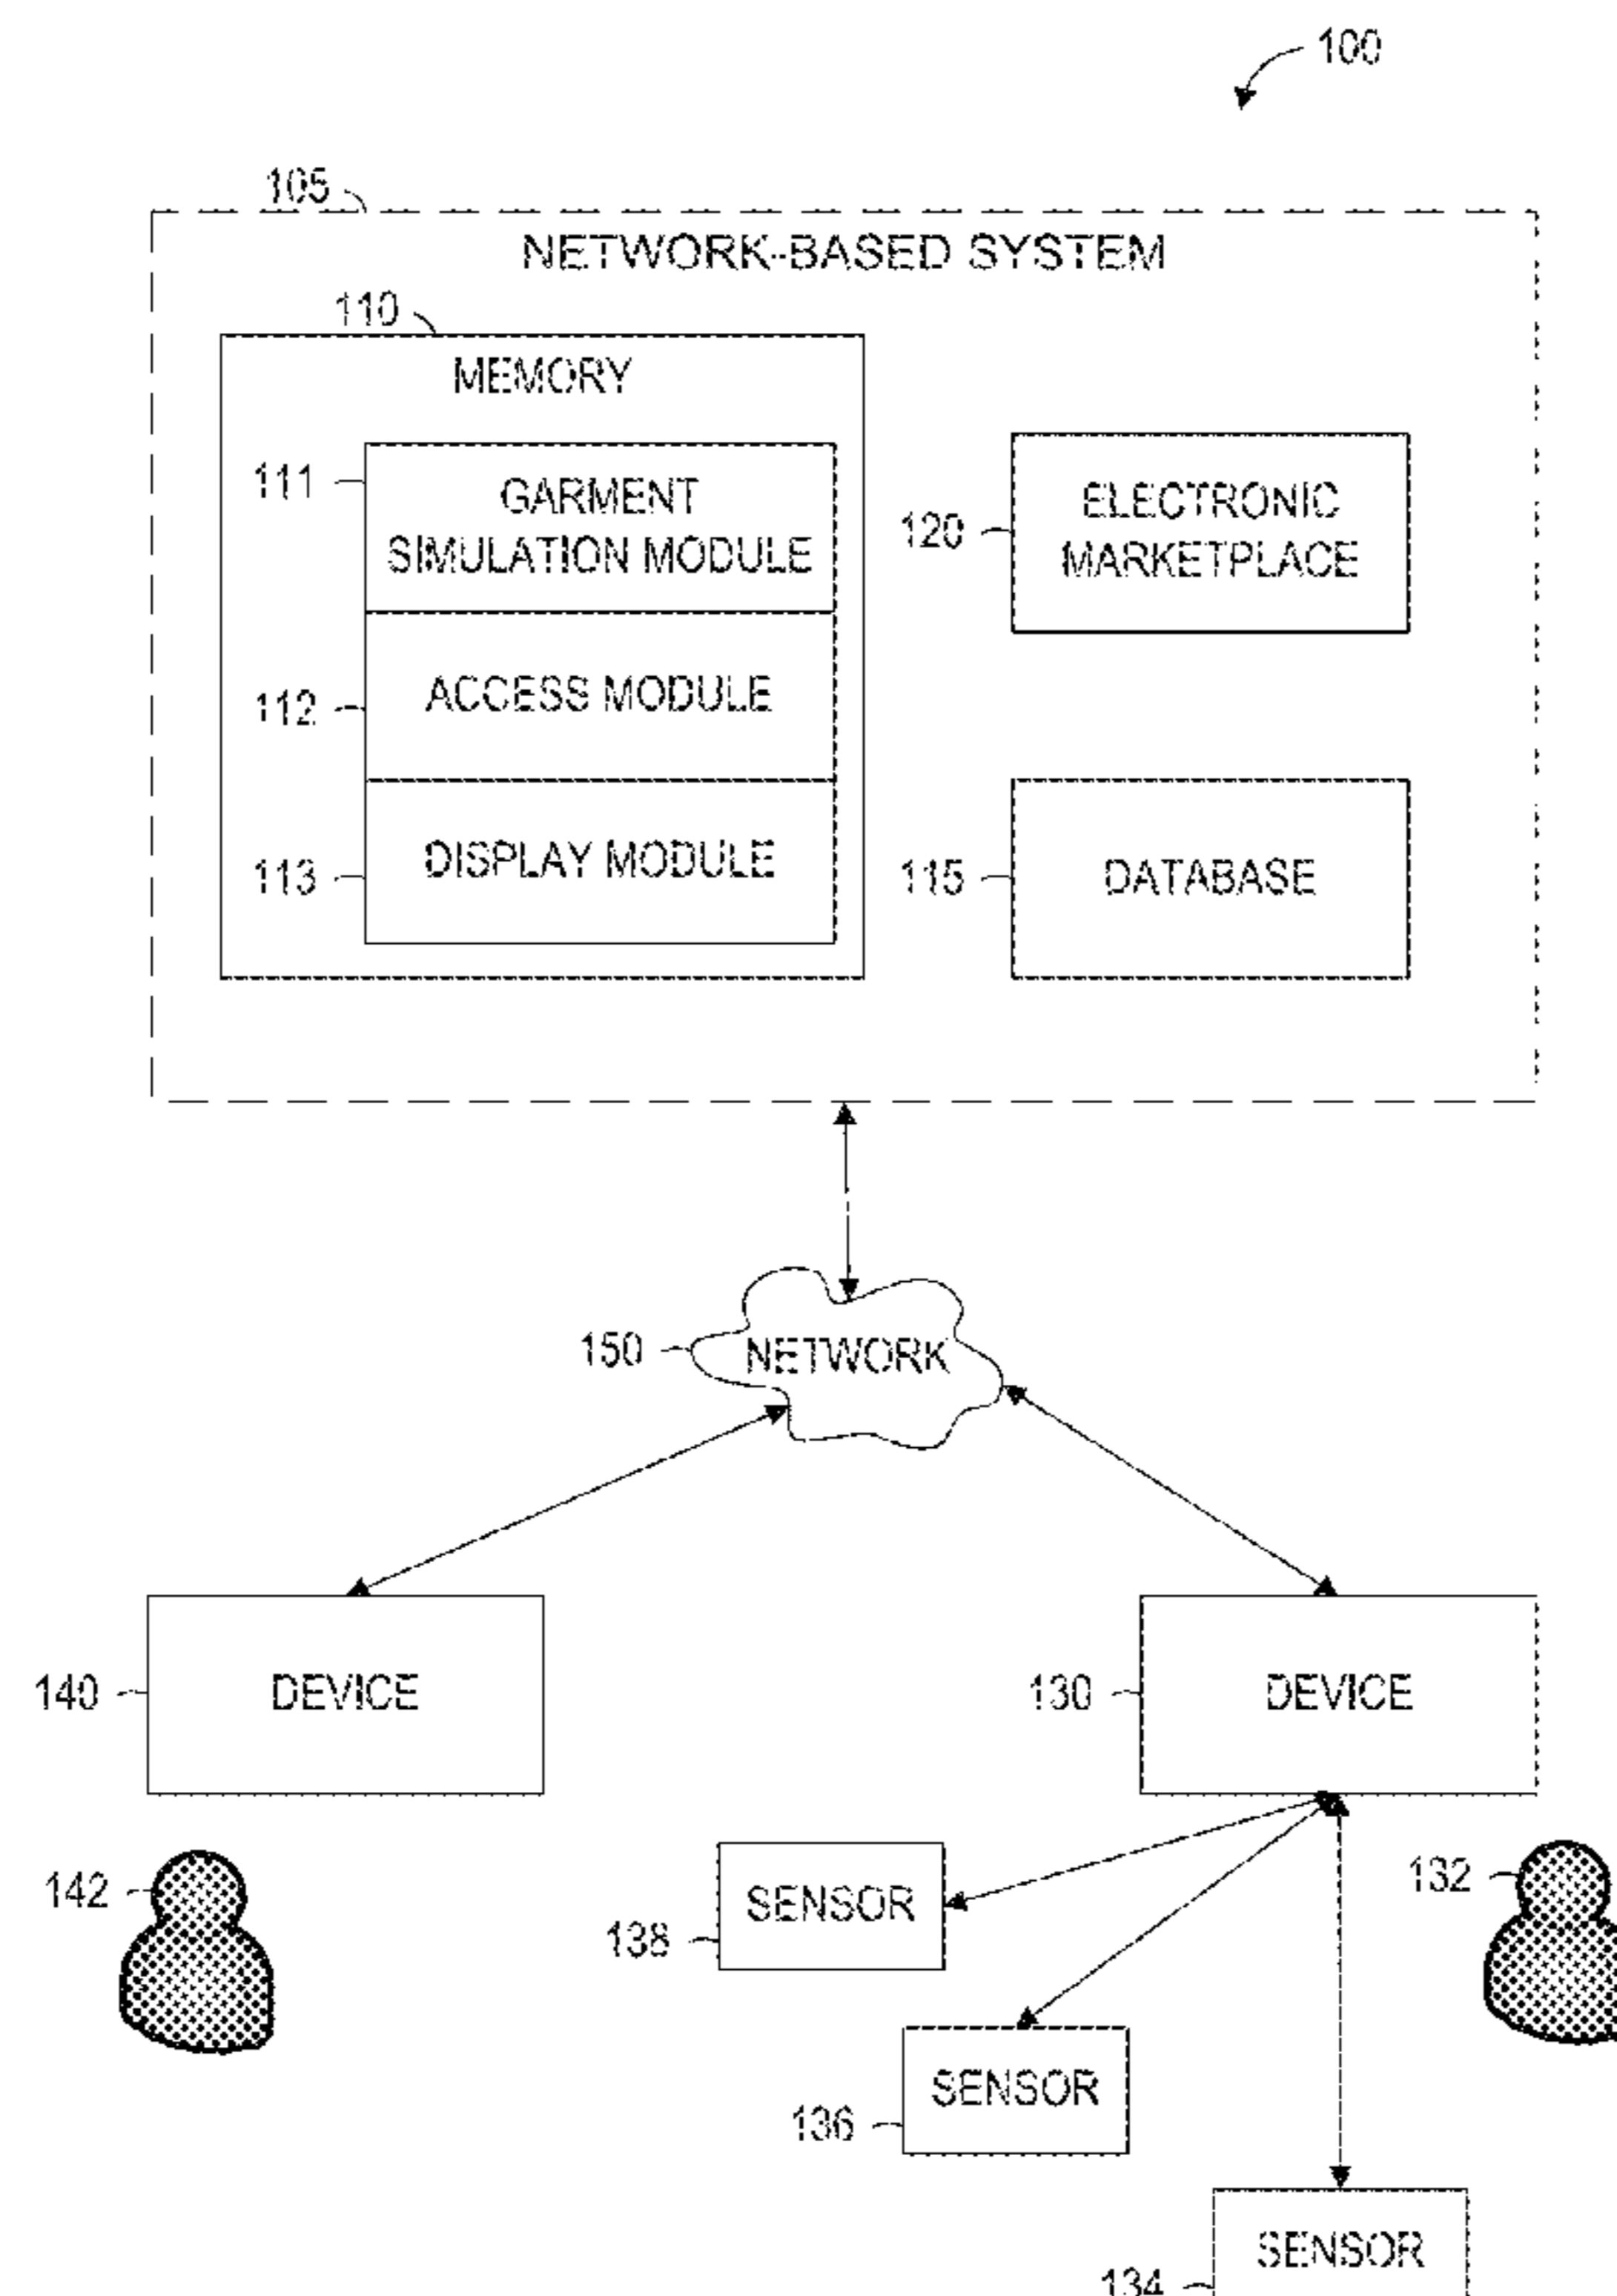 100
105
NETWORK-BASED SYSTEM
110
MEMORY
111
GARMENT
SIMULATION MODULE
120
ELECTRONIC
MARKETPLACE
112
ACCESS MODULE
113
DISPLAY MODULE
115
DATABASE
150
NETWORK
140
DEVICE
130
DEVICE
142
132
138
SENSOR
136
SENSOR
134
SENSOR